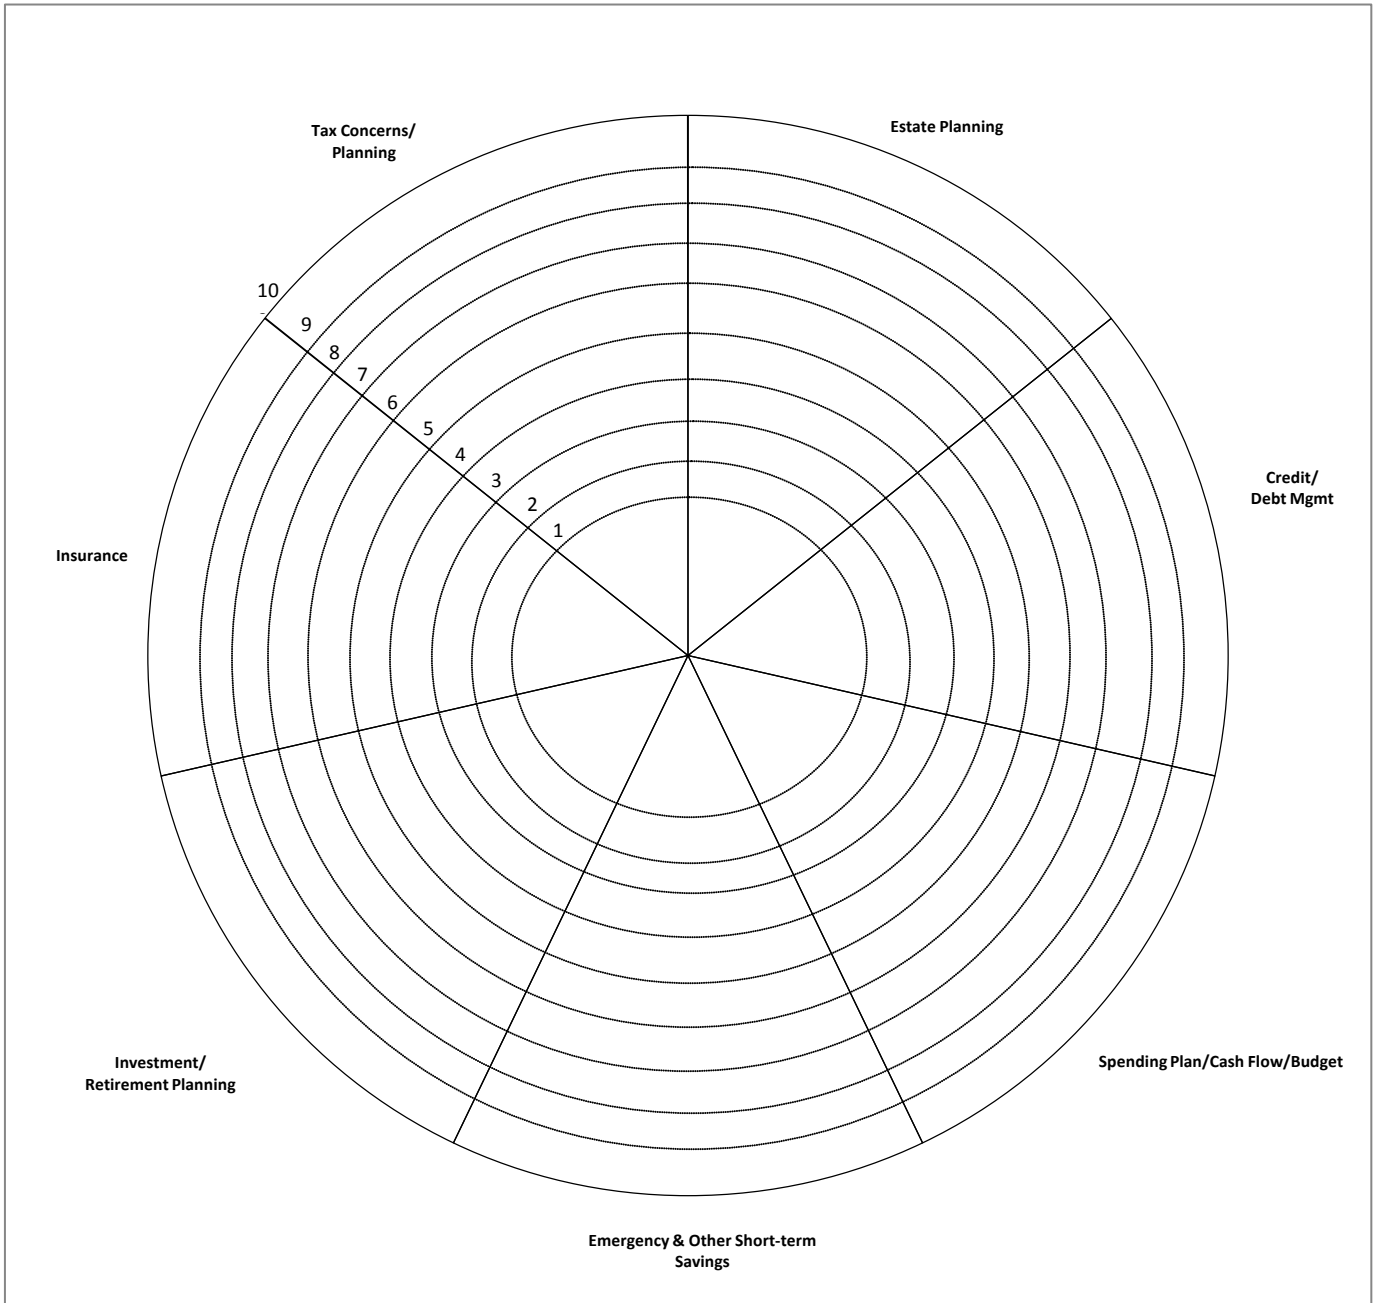 Tax Concerns/
Planning
Estate Planning
10
9
8
7
6
5
4
3
2
1
Credit/
Debt Mgmt
Insurance
Investment/
Retirement Planning
Spending Plan/Cash Flow/Budget
Emergency & Other Short-term
Savings